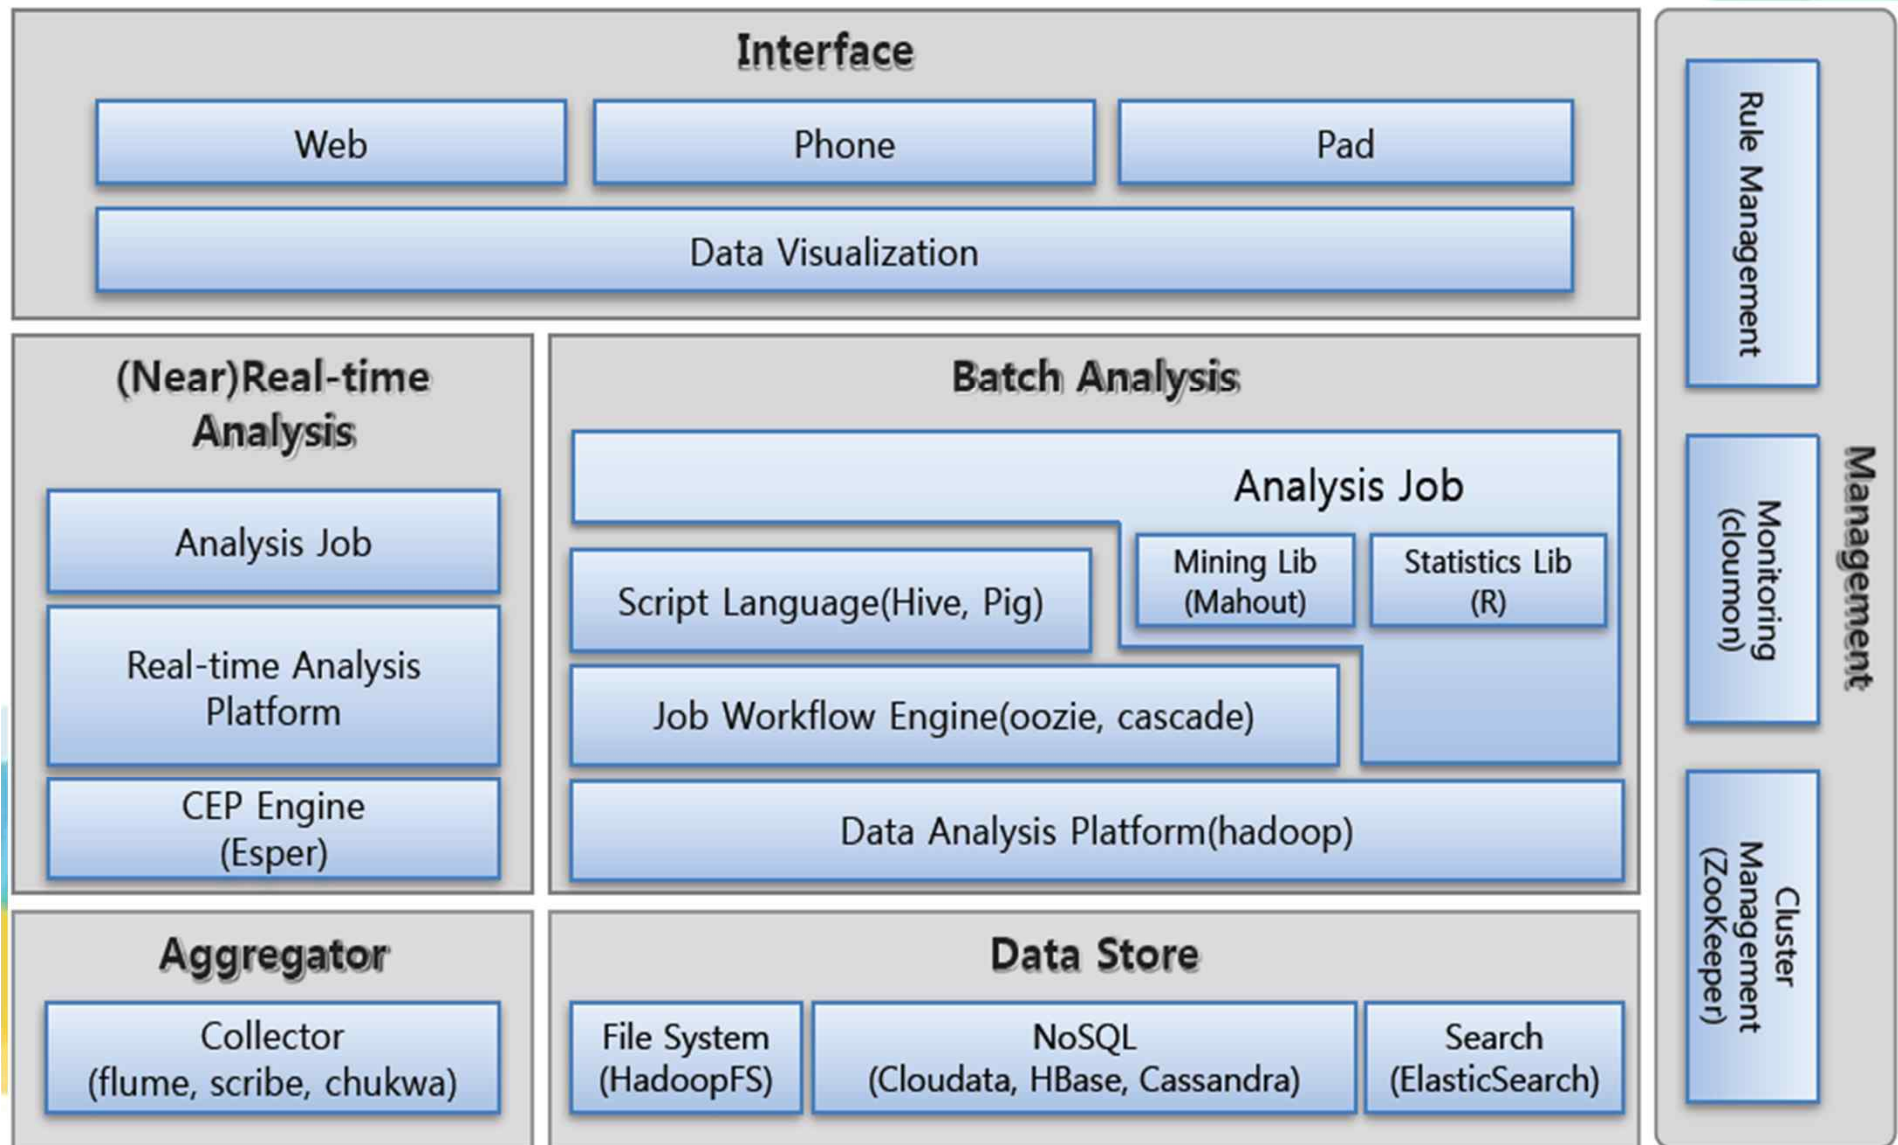 Interface
Web
Phone
Pad
Data Visualization
(Near)Real-time
Analysis
Analysis Job
Real-time Analysis
Platform
CEP Engine
(Esper)
Batch Analysis
Analysis Job
Mining Lib
(Mahout)
Statistics Lib
(R)
Script Language(Hive, Pig)
Job Workflow Engine(oozie, cascade)
Data Analysis Platform(hadoop)
Aggregator
Collector
(flume, scribe, chukwa)
Data Store
File System
(HadoopFS)
NoSQL
(Cloudata, HBase, Cassandra)
Search
(ElasticSearch)
Management
Rule Management
Monitoring
(cloumon)
Cluster
Management
(ZooKeeper)